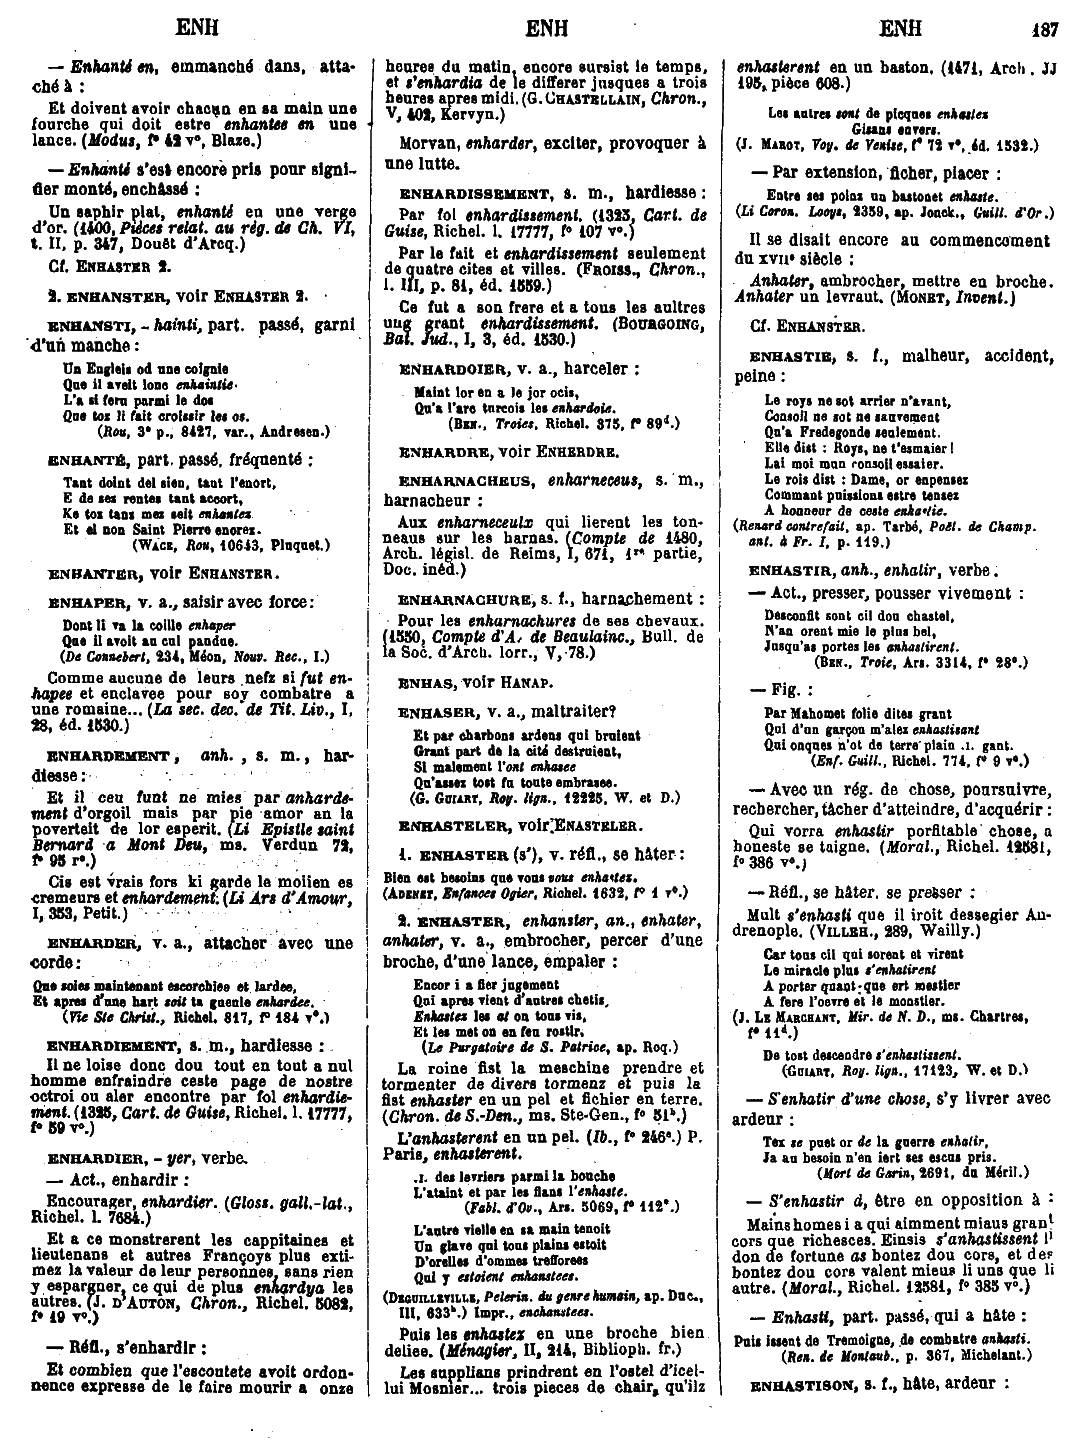 ENH
ENH
ENH 187
— Enhanté en, emmanché dans, atta-
ché à :
Et doivent avoir chacun en sa main une
fourche qui doit estre enhantee en une
lance. (Modus, f° 42 v°, Blaze.)
— Enhanté s'est encore pris pour signi-
fier monté, enchâssé :
Un saphir plat, enhanté en une verge
d'or. (1400, Pièces relat. au rég. de Ch. VI,
t. II, p. 347, Douët d'Arcq.)
Cf. ENHASTER 2.
2. ENHANSTER, voir ENHASTER 2.
ENHANSTI, - hainti, part. passé, garni
d'un manche :
Un Engleis od une coignie
Que il aveit lonc enhaintie
L'a si feru parmi le dos
Que toz li fait croissir les os.
(Rou, 3e p., 8427, var., Andresen.)
ENHANTÉ, part. passé, fréquenté :
Tant doint del sien, tant l'enort,
E de ses rentes tant accort,
Ke toz tans mes seit enhantez
Et el non Saint Pierre enorez.
(WACE, Rou, 10643, Pluquet.)
ENHANTER, voir ENHANSTER.
ENHAPER, v. a., saisir avec force :
Dont li va la coille enhaper
Que il avoit au cul pandue.
(De Connebert, 234, Méon, Nouv. Rec., I.)
Comme aucune de leurs nefz si fut en-
hapee et enclavee pour soy combatre a
une romaine... (La sec. dec. de Tit. Liv., I,
28, éd. 1530.)
ENHARDEMENT, anh. , s. m., har-
diesse :
Et il ceu funt ne mies par anharde-
ment d'orgoil mais par pie amor an la
poverteit de lor esperit. (Li Epistle saint
Bernard a Mont Deu, ms. Verdun 72,
f° 95 r°.)
Cis est vrais fors ki garde le moiien es
cremeurs et enhardement. (Li Ars d'Amour,
I, 353, Petit.)
ENHARDER, v. a., attacher avec une
corde :
Que soies maintenant escorchiee et lardee,
Et apres d'une hart soit ta gueule enhardee.
(Vie Ste Christ., Richel. 817, f° 184 v°.)
ENHARDIEMENT, s. m., hardiesse :
Il ne loise donc dou tout en tout a nul
homme enfraindre ceste page de nostre
octroi ou aler encontre par fol enhardie-
ment. (1325, Cart. de Guise, Richel. l. 17777,
f° 59 v°.)
ENHARDIER, - yer, verbe.
— Act., enhardir :
Encourager, enhardier. (Gloss. gall.-lat.,
Richel. l. 7684.)
Et a ce monstrerent les cappitaines et
lieutenans et autres Françoys plus exti-
mez la valeur de leur personnes, sans rien
y espargner, ce qui de plus enhardya les
autres. (J. D'AUTON, Chron., Richel. 5082,
f° 19 v°.)
— Réfl., s'enhardir :
Et combien que l'escoutete avoit ordon-
nence expresse de le faire mourir a onze
heures du matin, encore sursist le temps,
et s'enhardia de le differer jusques a trois
heures apres midi. (G. CHASTELLAIN, Chron.,
V, 402, Kervyn.)
Morvan, enharder, exciter, provoquer à
une lutte.
ENHARDISSEMENT, s. m., hardiesse :
Par fol enhardissement. (1325, Cart. de
Guise, Richel. l. 17777, f° 107 v°.)
Par le fait et enhardissement seulement
de quatre cites et villes. (FROISS., Chron.,
l. III, p. 81, éd. 1559.)
Ce fut a son frere et a tous les aultres
ung grant enhardissement. (BOURGOING,
Bat. Jud., I, 3, éd. 1530.)
ENHARDOIER, v. a., harceler :
Maint lor en a le jor ocis,
Qu'a l'arc turcois les enhardoie.
(BEN., Troies, Richel. 375, f° 89d.)
ENHARDRE, voir ENHERDRE.
ENHARNACHEUS, enharneceus, s. m.,
harnacheur :
Aux enharneceulx qui lierent les ton-
neaus sur les harnas. (Compte de 1480,
Arch. législ. de Reims, I, 671, 1re partie,
Doc. inéd.)
ENHARNACHURE, s. f., harnachement :
Pour les enharnachures de ses chevaux.
(1550, Compte d'A. de Beaulainc., Bull. de
la Soc. d'Arch. lorr., V, 78.)
ENHAS, voir HANAP.
ENHASER, v. a., maltraiter?
Et par charbons ardens qui bruient
Grant part de la cité destruient,
Si malement l'ont enhasee
Qu'assez tost fu toute embrasee.
(G. GUIART, Roy. lign., 12225, W. et D.)
ENHASTELER, voir ENASTELER.
1. ENHASTER (s'), v. réfl., se hâter :
Bien est besoins que vous vous enhastez.
(ADENET, Enfances Ogier, Richel. 1632, f° 1 v°.)
2. ENHASTER, enhanster, an., enhater,
anhater, v. a., embrocher, percer d'une
broche, d'une lance, empaler :
Encor i a fier jugement
Qui apres vient d'autres chetis,
Enhastes les at on tous vis,
Et les met on en feu rostir.
(Le Purgatoire de S. Patrice, ap. Roq.)
La roine fist la meschine prendre et
tormenter de divers tormenz et puis la
fist enhaster en un pel et fichier en terre.
(Chron. de S.-Den., ms. Ste-Gen., f° 51b.)
L'anhasterent en un pel. (Ib., f° 246a.) P.
Paris, enhasterent.
.I. des levriers parmi la bouche
L'ataint et par les flans l'enhaste.
(Fabl. d'Ov., Ars. 5069, f° 112c.)
L'autre vielle en sa main tenoit
Un glave qui tous plains estoit
D'orelles d'ommes trefforees
Qui y estoient enhanstees.
(DEGUILLEVILLE, Pelerin. du genre humain, ap. Duc.,
III, 633b.) Impr., enchanstees.
Puis les enhastez en une broche bien
deliee. (Ménagier, II, 214, Biblioph. fr.)
Les supplians prindrent en l'ostel d'icel-
lui Mosnier... trois pieces de chair, qu'ilz
enhasterent en un baston. (1471, Arch. JJ
195, pièce 608.)
Les autres sont de picques enhastez
Gisans envers.
(J. MAROT, Voy. de Venise, f° 72 v°, éd. 1532.)
— Par extension, ficher, placer :
Entre ses poinz un bastonet enhaste.
(Li Coron. Looys, 2359, ap. Jonck., Guill. d'Or.)
Il se disait encore au commencement
du XVIIe siècle :
Anhater, ambrocher, mettre en broche.
Anhater un levraut. (MONET, Invent.)
Cf. ENHANSTER.
ENHASTIE, s. f., malheur, accident,
peine :
Le roys ne sot arrier n'avant,
Consoil ne sot ne sauvement
Qu'a Fredegonde seulement.
Elle dist : Roys, ne t'esmaier!
Lai moi mun consoil essaier.
Le rois dist : Dame, or enpensez
Commant puissions estre tensez
A honneur de ceste enhastie.
(Renard contrefait, ap. Tarbé, Poët. de Champ.
ant. à Fr. I, p. 119.)
ENHASTIR, anh., enhatir, verbe.
— Act., presser, pousser vivement :
Desconfit sont cil dou chastel,
N'an orent mie le plus bel,
Jusqu'as portes les anhastirent.
(BEN., Troie, Ars. 3314, f° 28c.)
— Fig. :
Par Mahomet folie dites grant
Qui d'un garçon m'alez enhastisant
Qui onques n'ot de terre plain .I. gant.
(Enf. Guill., Richel. 774, f° 9 v°.)
— Avec un rég. de chose, poursuivre,
rechercher, tâcher d'atteindre, d'acquérir :
Qui vorra enhastir porfitable chose, a
honeste se taigne. (Moral., Richel. 12581,
f° 386 v°.)
— Réfl., se hâter, se presser :
Mult s'enhasti que il iroit dessegier An-
drenople. (VILLEH., 289, Wailly.)
Car tous cil qui sorent et virent
Le miracle plus s'enhatirent
A porter quant que ert mestier
A fere l'oevre et le monstier.
(J. LE MARCHANT, Mir. de N. D., ms. Chartres,
f° 11d.)
De tost descendre s'enhastissent.
(GUIART, Roy. lign., 17123, W. et D.)
— S'enhatir d'une chose, s'y livrer avec
ardeur :
Tex se puet or de la guerre enhatir,
Ja au besoin n'en iert ses escus pris.
(Mort de Garin, 2691, du Méril.)
— S'enhastir d, être en opposition à :
Mains homes i a qui aimment miaus grant
cors que richesces. Einsis s'anhastissent li
don de fortune as bontez dou cors, et des
bontez dou cors valent mieus li uns que li
autre. (Moral., Richel. 12581, f° 385 v°.)
— Enhasti, part. passé, qui a hâte :
Puis issent de Tremoigne, de combatre anhasti.
(Ren. de Montaub., p. 367, Michelant.)
ENHASTISON, s. f., hâte, ardeur :